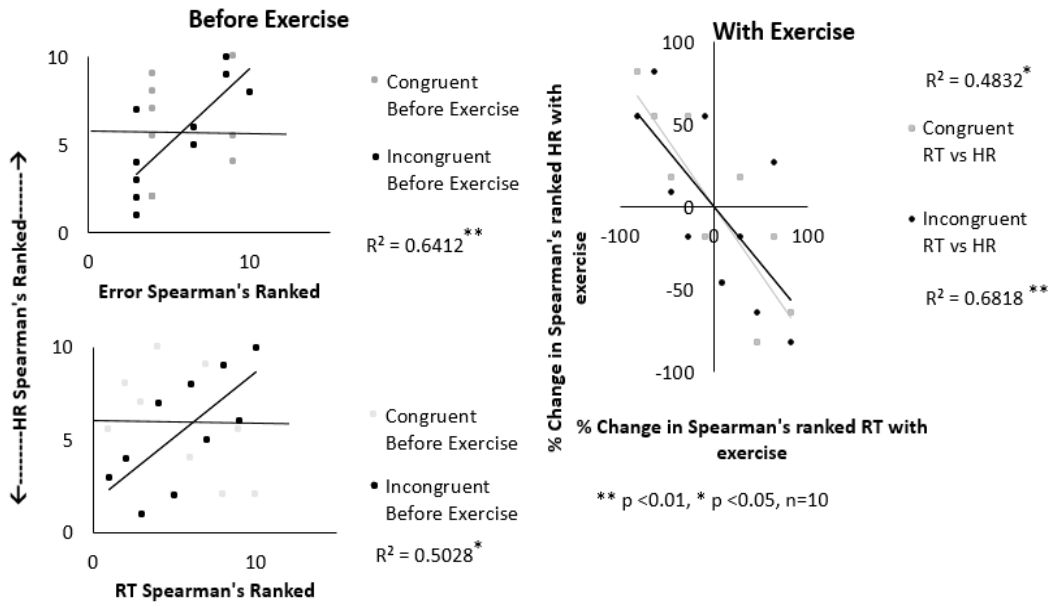 Before Exercise
10
5
0
0
10
Error Spearman's Ranked
Congruent
Before Exercise
Incongruent
Before Exercise
R² = 0.6412**
<-------HR Spearman's Ranked------->
10
5
0
0
10
RT Spearman's Ranked
Congruent
Before Exercise
Incongruent
Before Exercise
R² = 0.5028*
With Exercise
% Change in Spearman's ranked HR with
exercise
100
50
0
-50
-100
-100
0
100
% Change in Spearman's ranked RT with
exercise
R² = 0.4832*
Congruent
RT vs HR
Incongruent
RT vs HR
R² = 0.6818 **
** p <0.01, * p <0.05, n=10